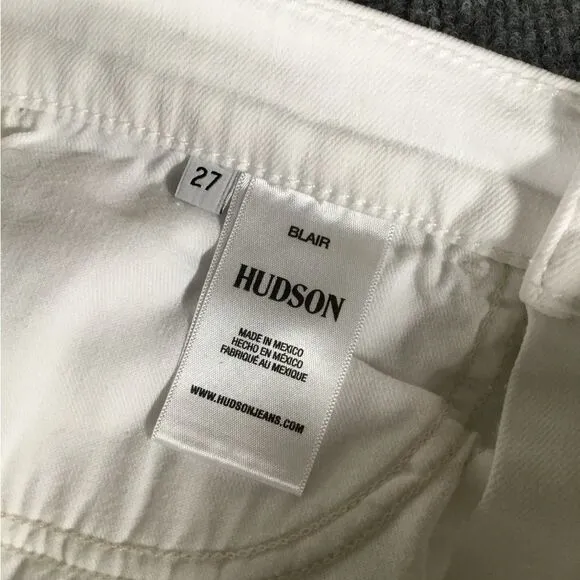 27
BLAIR
HUDSON
MADE IN MEXICO
HECHO EN MÉXICO
FABRIQUÉ AU MEXIQUE
WWW.HUDSONJEANS.COM